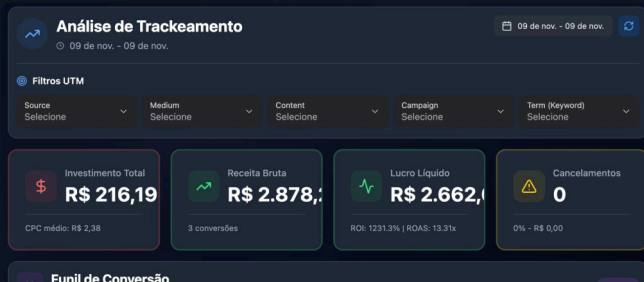 Análise de Trackeamento
09 de nov. - 09 de nov.
09 de nov. - 09 de nov.
Filtros UTM
Source
Selecione
Medium
Selecione
Content
Selecione
Campaign
Selecione
Term (Keyword)
Selecione
Investimento Total
R$ 216,19
CPC médio: R$ 2,38
Receita Bruta
R$ 2.878,
3 conversões
Lucro Líquido
R$ 2.662,
ROI: 1231.3% | ROAS: 13.31x
Cancelamentos
0
0% - R$ 0,00
Funil de Conversão